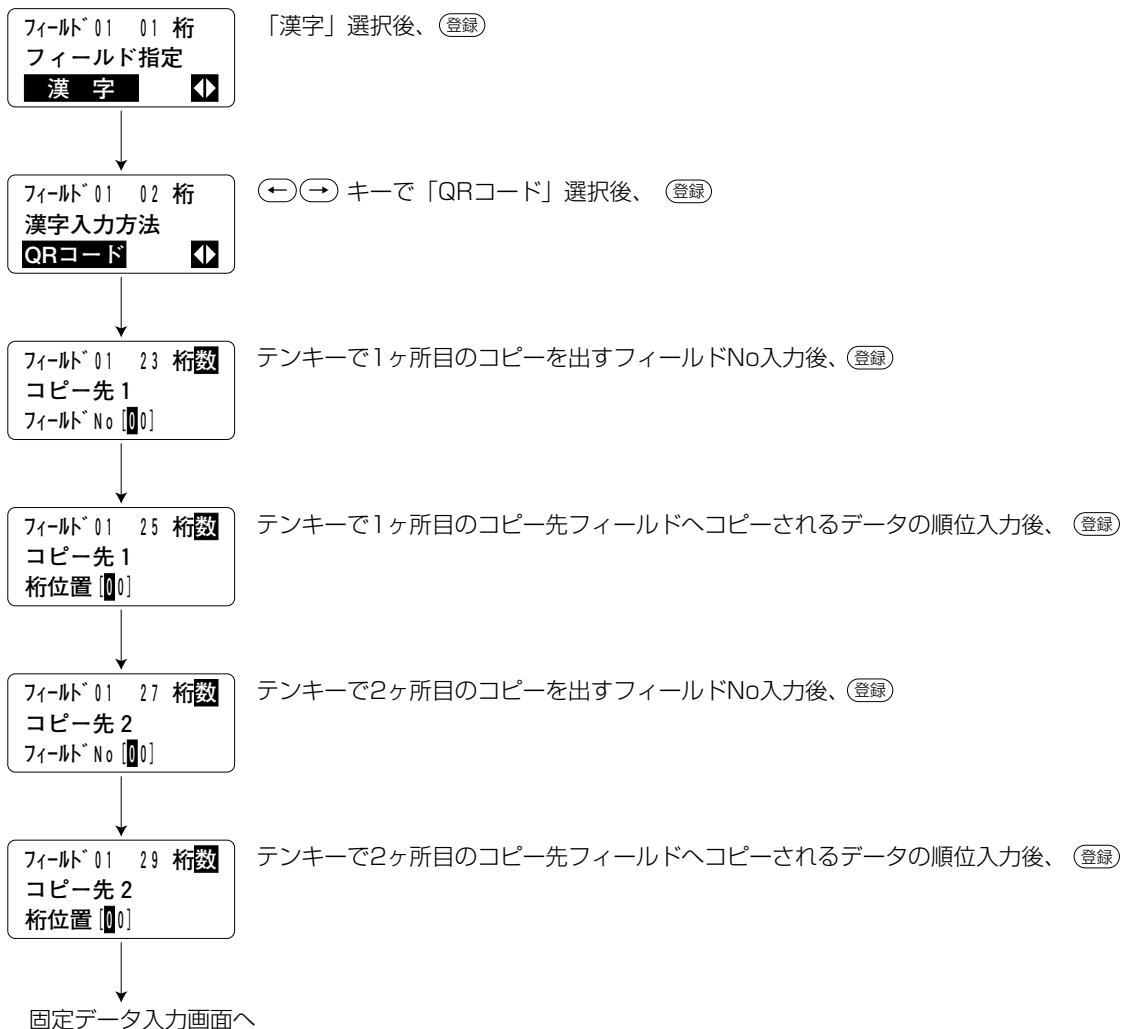 フィールド01 01 桁
フィールド指定
漢 字
「漢字」選択後、登録
フィールド01 02 桁
漢字入力方法
QRコード
←→ キーで「QRコード」選択後、 登録
フィールド01 23 桁数
コピー先1
フィールドNo[00]
テンキーで1ヶ所目のコピーを出すフィールドNo入力後、登録
フィールド01 25 桁数
コピー先1
桁位置[00]
テンキーで1ヶ所目のコピー先フィールドへコピーされるデータの順位入力後、 登録
フィールド01 27 桁数
コピー先2
フィールドNo[00]
テンキーで2ヶ所目のコピーを出すフィールドNo入力後、登録
フィールド01 29 桁数
コピー先2
桁位置[00]
テンキーで2ヶ所目のコピー先フィールドへコピーされるデータの順位入力後、 登録
固定データ入力画面へ